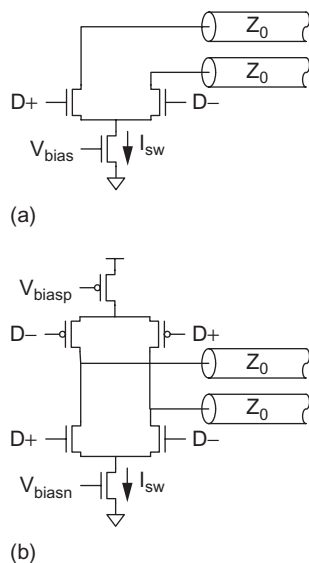 Z0
Z0
D+ D−
Vbias Isw
(a)
Vbiasp
D− D+
Z0
Z0
D+ D−
Vbiasn Isw
(b)